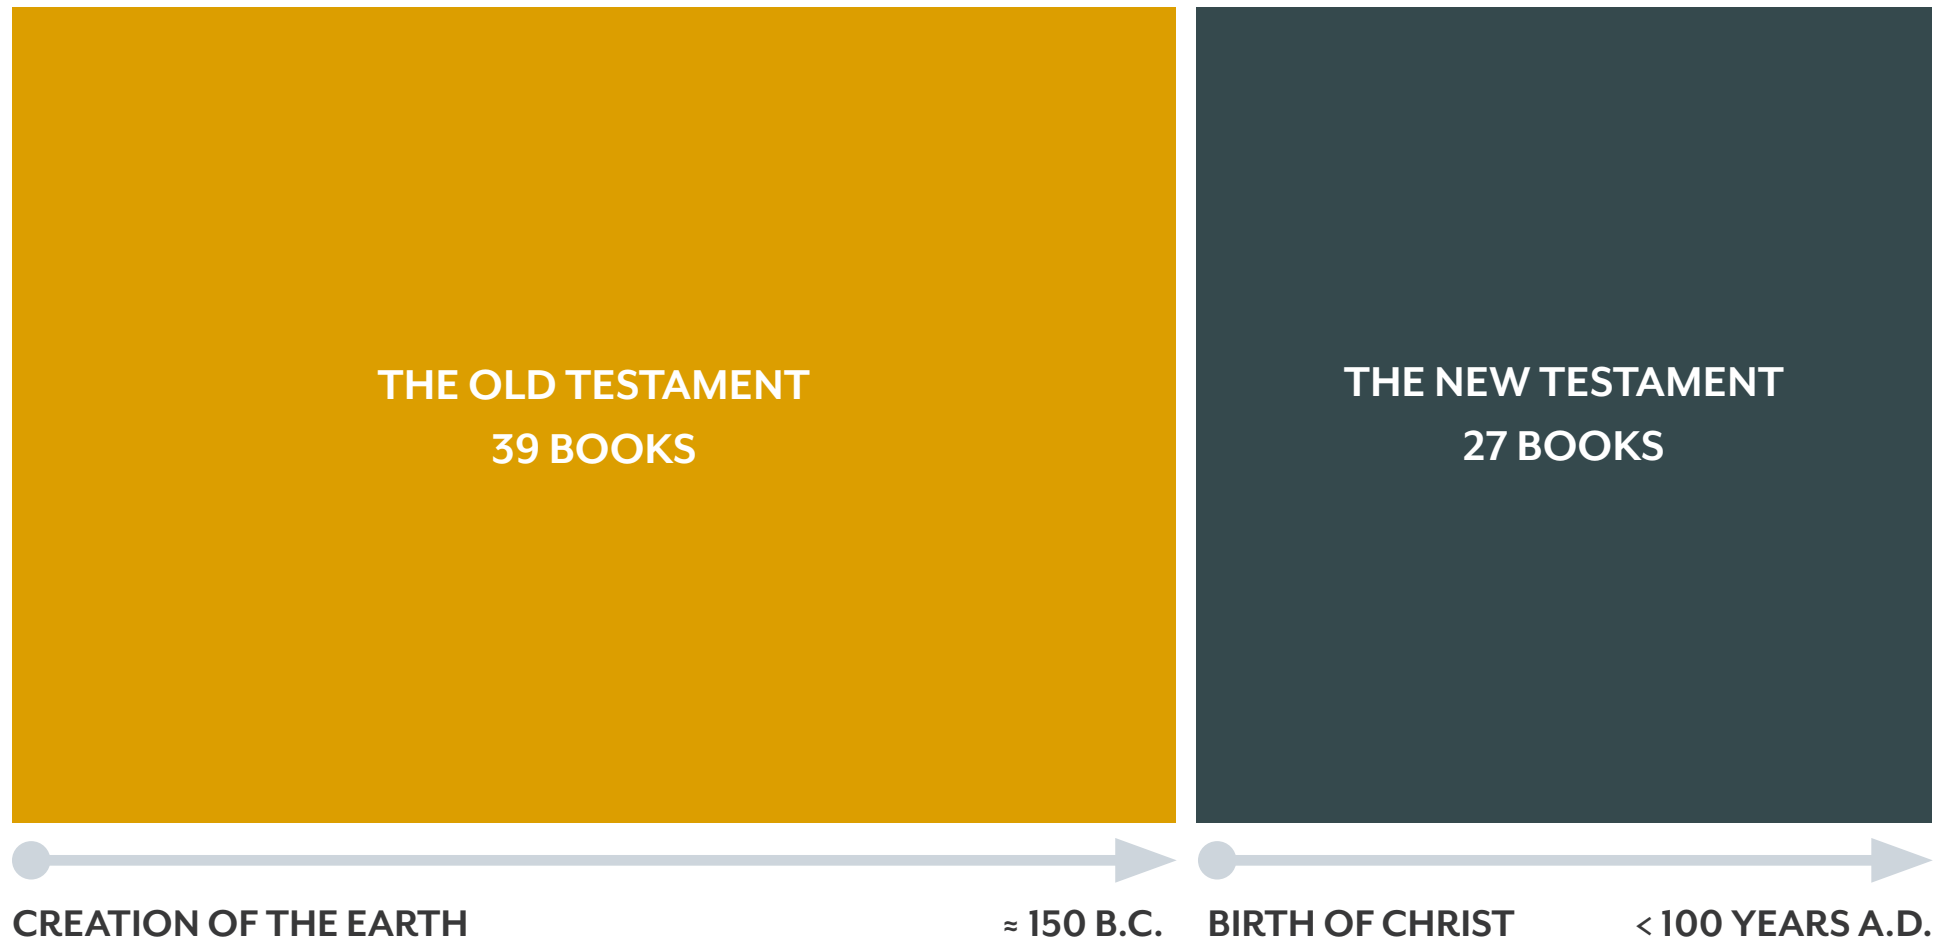 THE OLD TESTAMENT
39 BOOKS
THE NEW TESTAMENT
27 BOOKS
CREATION OF THE EARTH
≈ 150 B.C.
BIRTH OF CHRIST
< 100 YEARS A.D.